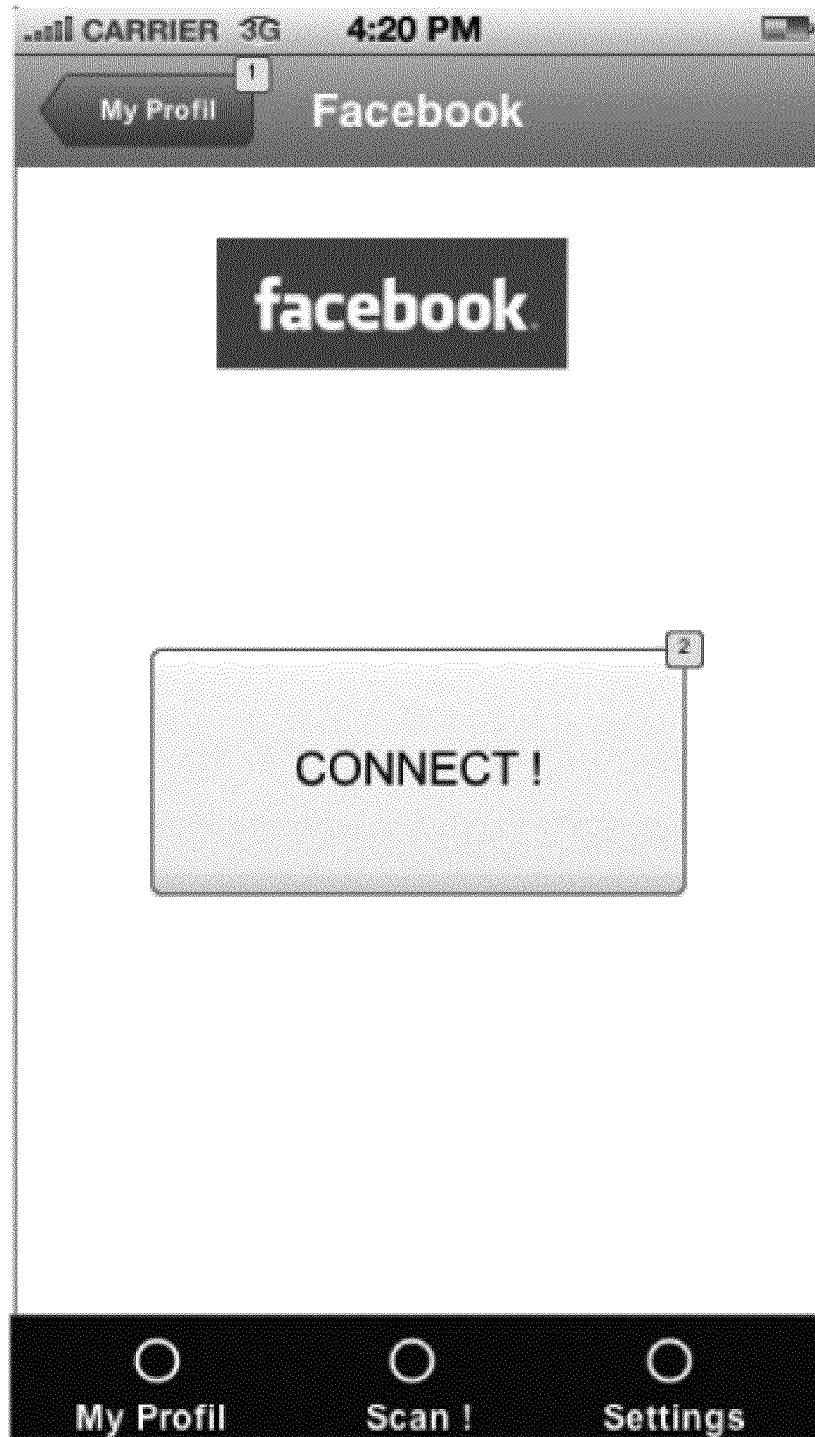 CARRIER 3G 4:20 PM
1
My Profil Facebook
facebook.
2
CONNECT !
My Profil Scan ! Settings